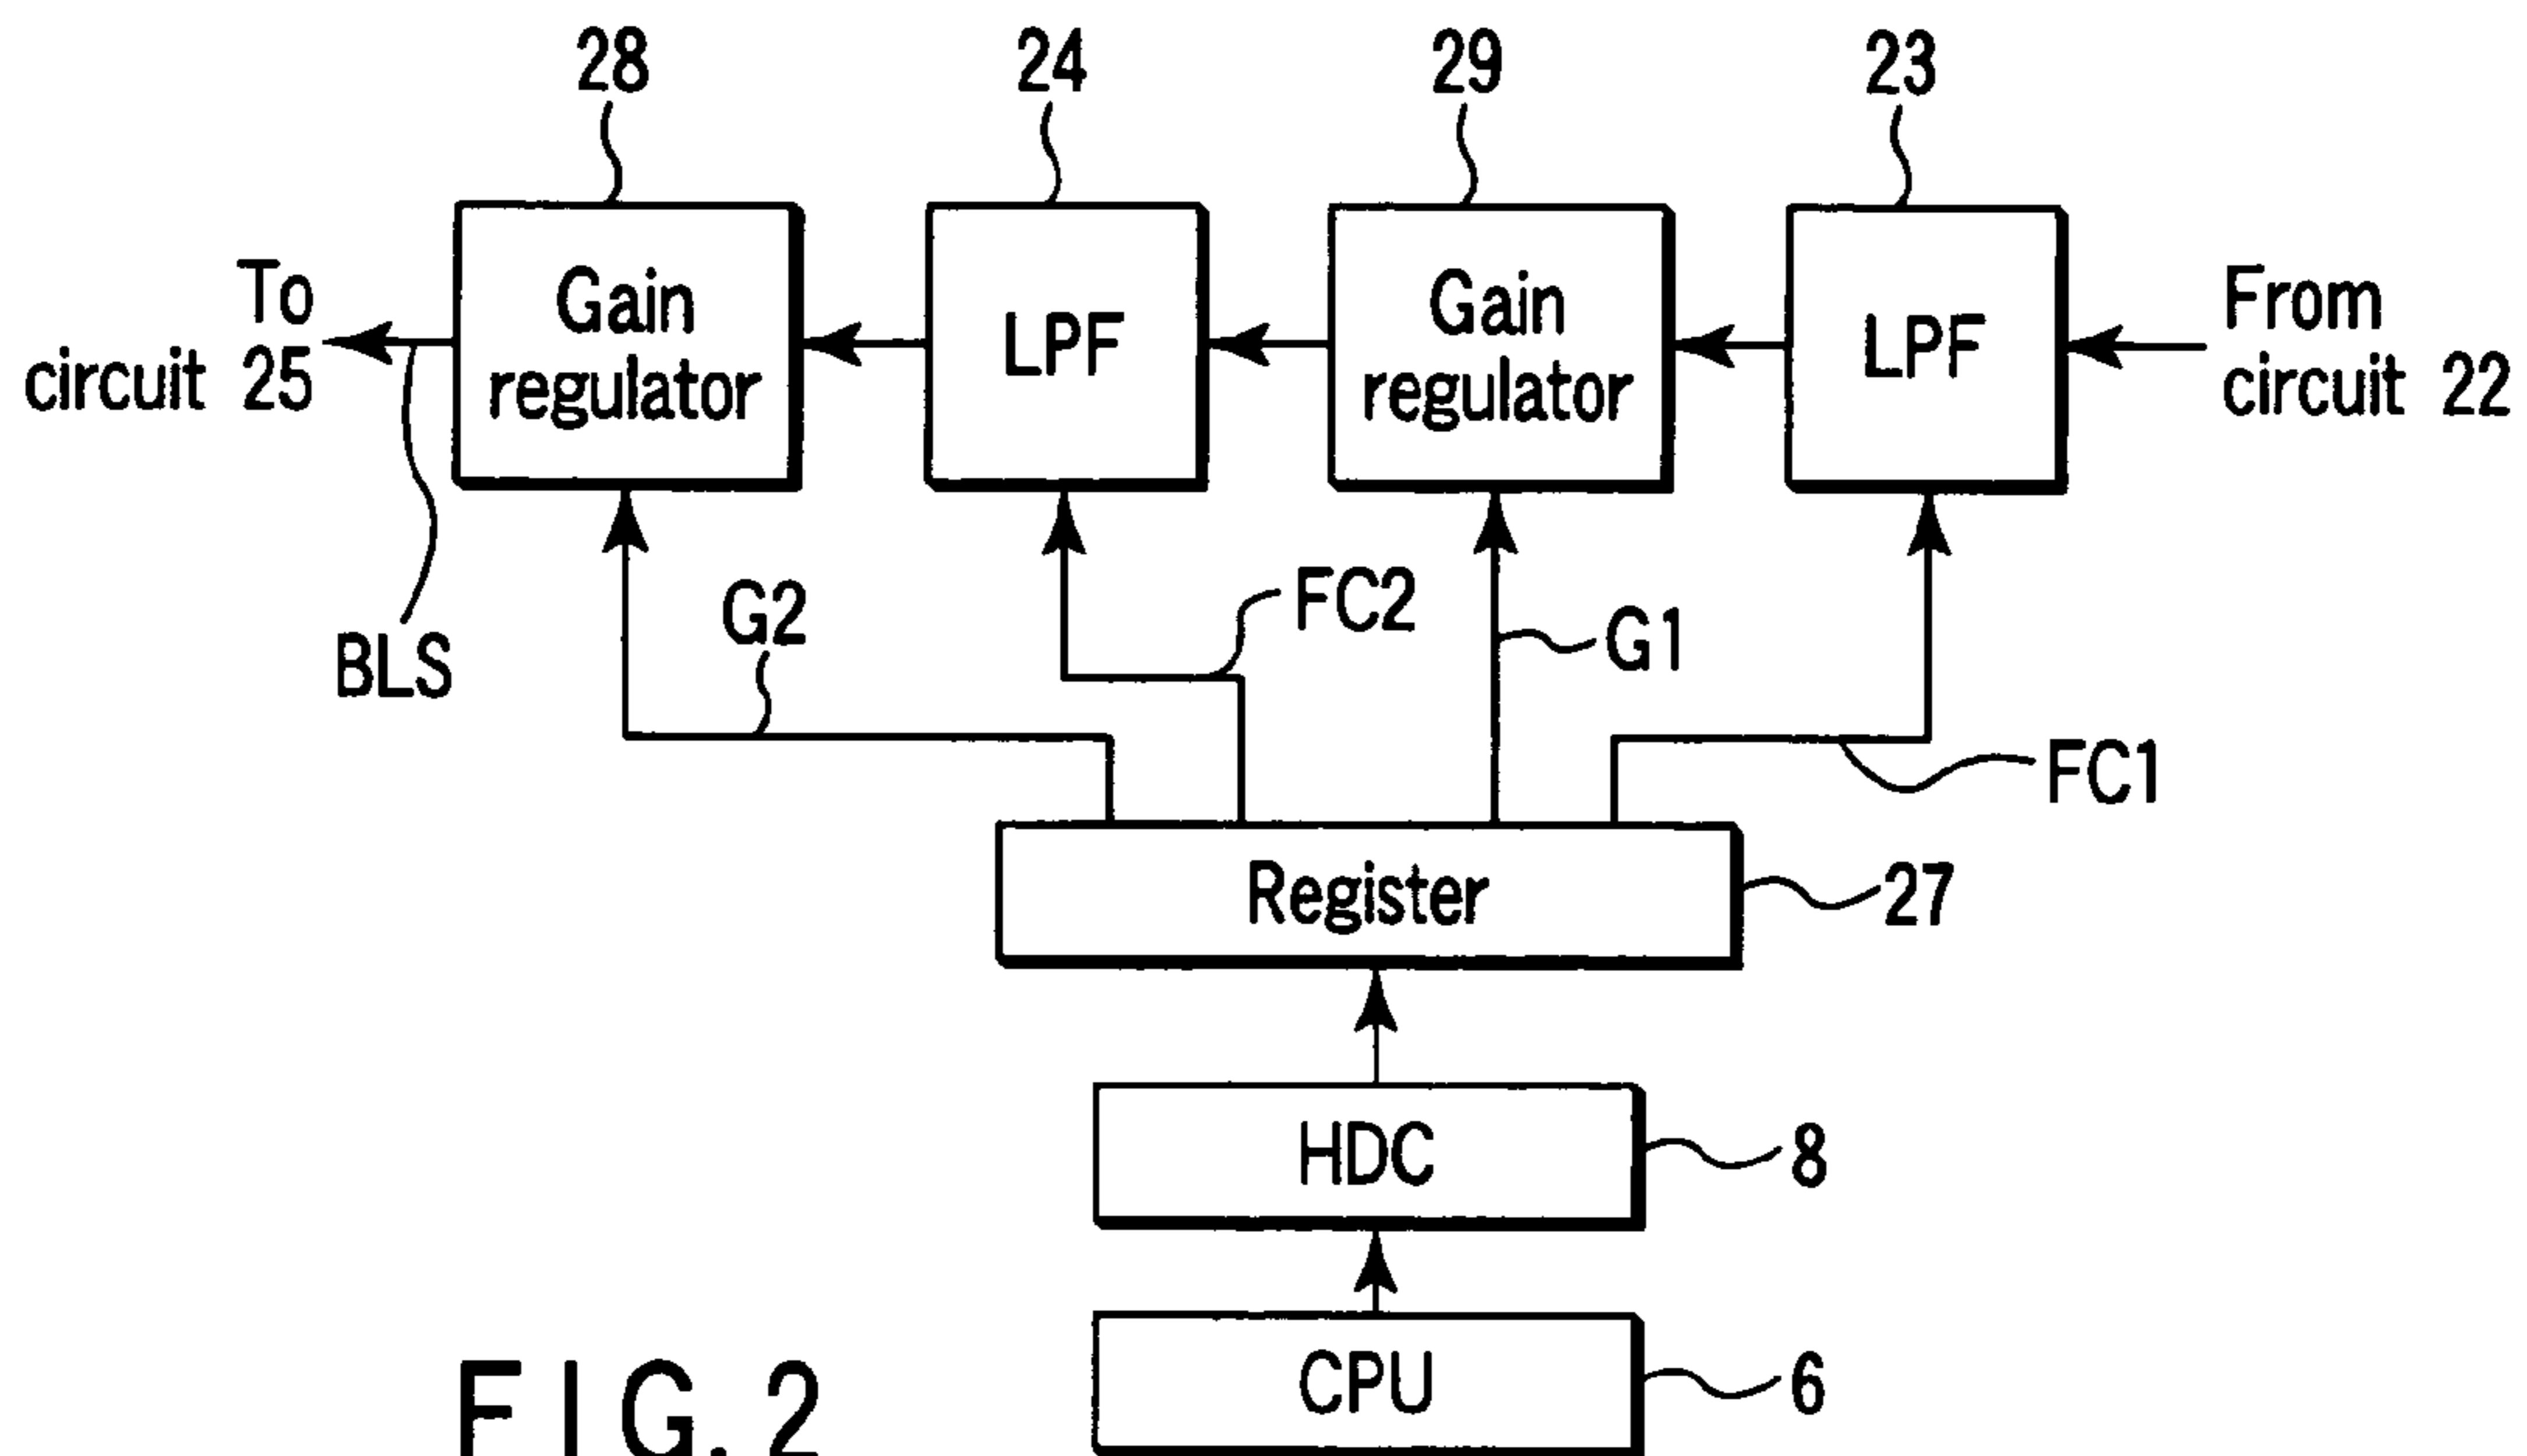 28
24
29
23
To
circuit 25
Gain
regulator
LPF
Gain
regulator
LPF
From
circuit 22
BLS
G2
FC2
G1
FC1
Register
27
HDC
8
CPU
6
FIG. 2